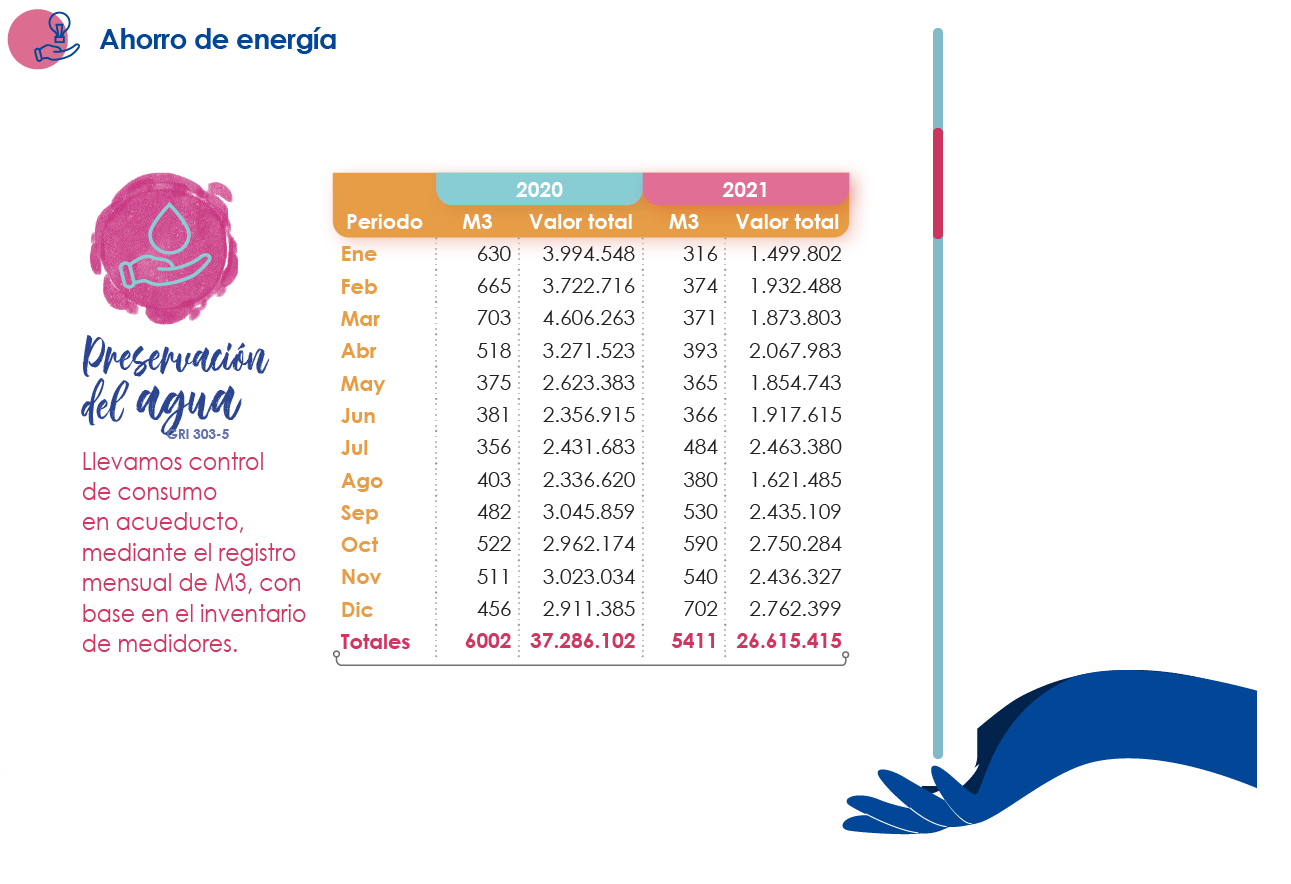 Ahorro de energía
Preservación
del agua
GRI 303-5
Llevamos control
de consumo
en acueducto,
mediante el registro
mensual de M3, con
base en el inventario
de medidores.
2020 2021
Periodo M3 Valor total M3 Valor total
Ene 630 3.994.548 316 1.499.802
Feb 665 3.722.716 374 1.932.488
Mar 703 4.606.263 371 1.873.803
Abr 518 3.271.523 393 2.067.983
May 375 2.623.383 365 1.854.743
Jun 381 2.356.915 366 1.917.615
Jul 356 2.431.683 484 2.463.380
Ago 403 2.336.620 380 1.621.485
Sep 482 3.045.859 530 2.435.109
Oct 522 2.962.174 590 2.750.284
Nov 511 3.023.034 540 2.436.327
Dic 456 2.911.385 702 2.762.399
Totales 6002 37.286.102 5411 26.615.415